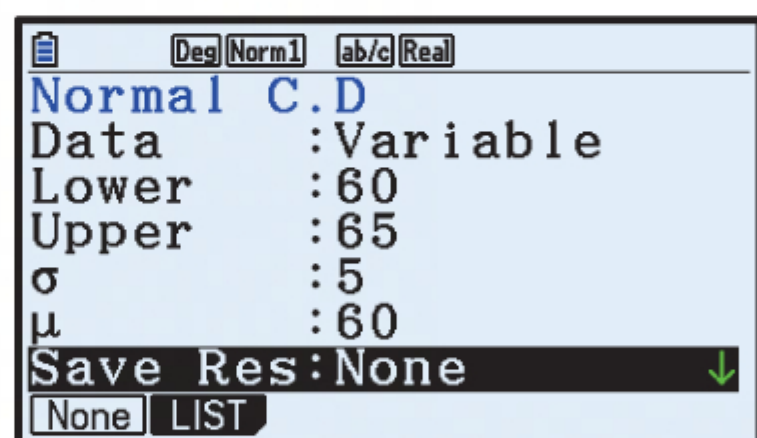 Deg Norm1 ab/c Real
Normal C.D
Data :Variable
Lower :60
Upper :65
σ :5
μ :60
Save Res:None
None LIST